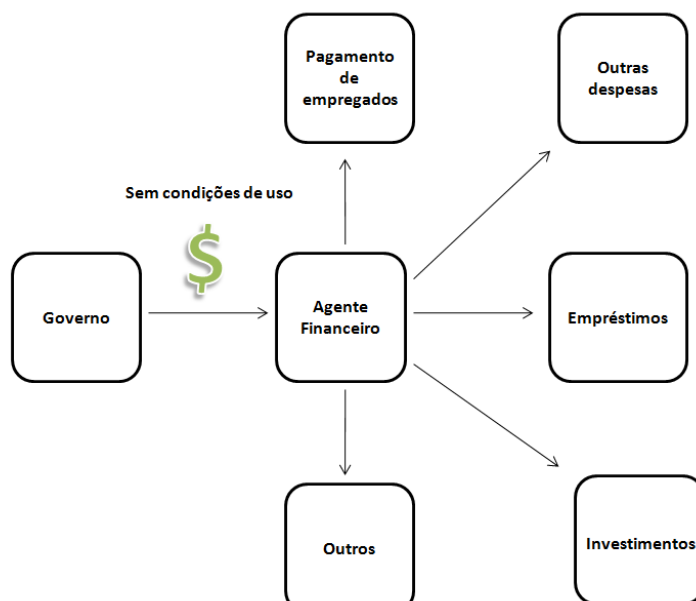 Pagamento
de
empregados
Outras
despesas
Sem condições de uso
$
Governo
Agente
Financeiro
Empréstimos
Outros
Investimentos